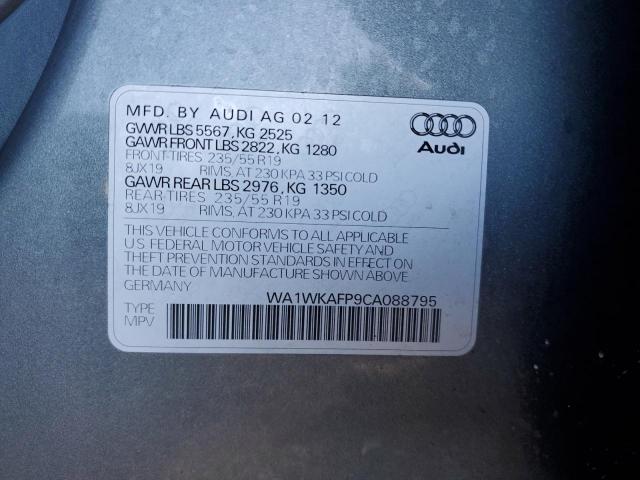 MFD. BY AUDI AG 02 12
GVWR LBS 5567, KG 2525
GAWR FRONT LBS 2822, KG 1280
FRONT-TIRES 235/55 R19
8JX19 RIMS, AT 230 KPA 33 PSI COLD
GAWR REAR LBS 2976, KG 1350
REAR-TIRES 235/55 R19
8JX19 RIMS, AT 230 KPA 33 PSI COLD
Audi
THIS VEHICLE CONFORMS TO ALL APPLICABLE
U.S. FEDERAL MOTOR VEHICLE SAFETY AND
THEFT PREVENTION STANDARDS IN EFFECT ON
THE DATE OF MANUFACTURE SHOWN ABOVE.
GERMANY
WA1WKAFP9CA088795
TYPE
MPV